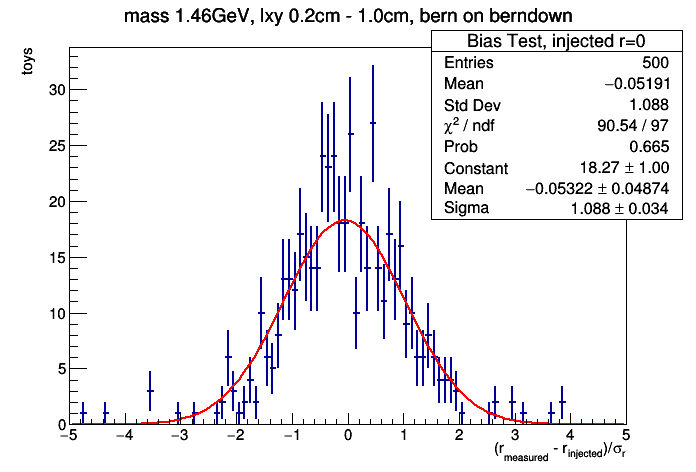 mass 1.46GeV, lxy 0.2cm - 1.0cm, bern on berndown
Bias Test, injected r=0
Entries 500
Mean −0.05191
Std Dev 1.088
χ² / ndf 90.54 / 97
Prob 0.665
Constant 18.27 ± 1.00
Mean −0.05322 ± 0.04874
Sigma 1.088 ± 0.034
toys
30
25
20
15
10
5
0
−5 −4 −3 −2 −1 0 1 2 3 4 5
(r_measured - r_injected)/σ_r